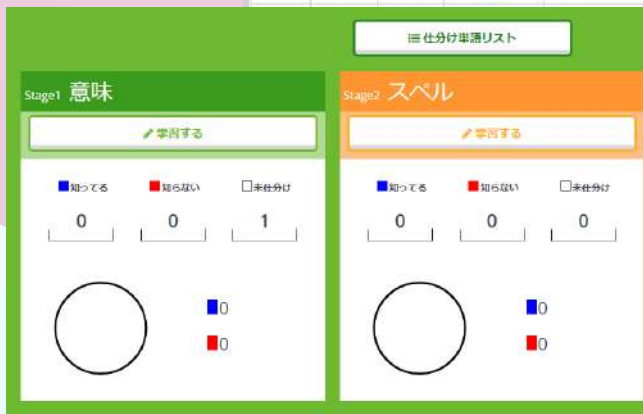 仕分け単語リスト
Stage1 意味
学習する
知ってる 知らない 未仕分け
0 0 1
0
0
Stage2 スペル
学習する
知ってる 知らない 未仕分け
0 0 0
0
0